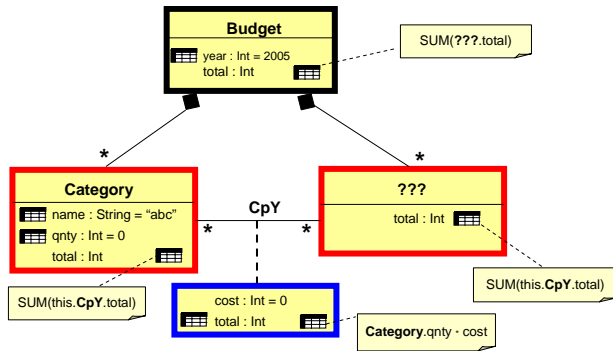 Budget
year : Int = 2005
total : Int
SUM(???.total)
*
*
Category
name : String = “abc”
qnty : Int = 0
total : Int
CpY
*
*
???
total : Int
SUM(this.CpY.total)
cost : Int = 0
total : Int
SUM(this.CpY.total)
Category.qnty · cost